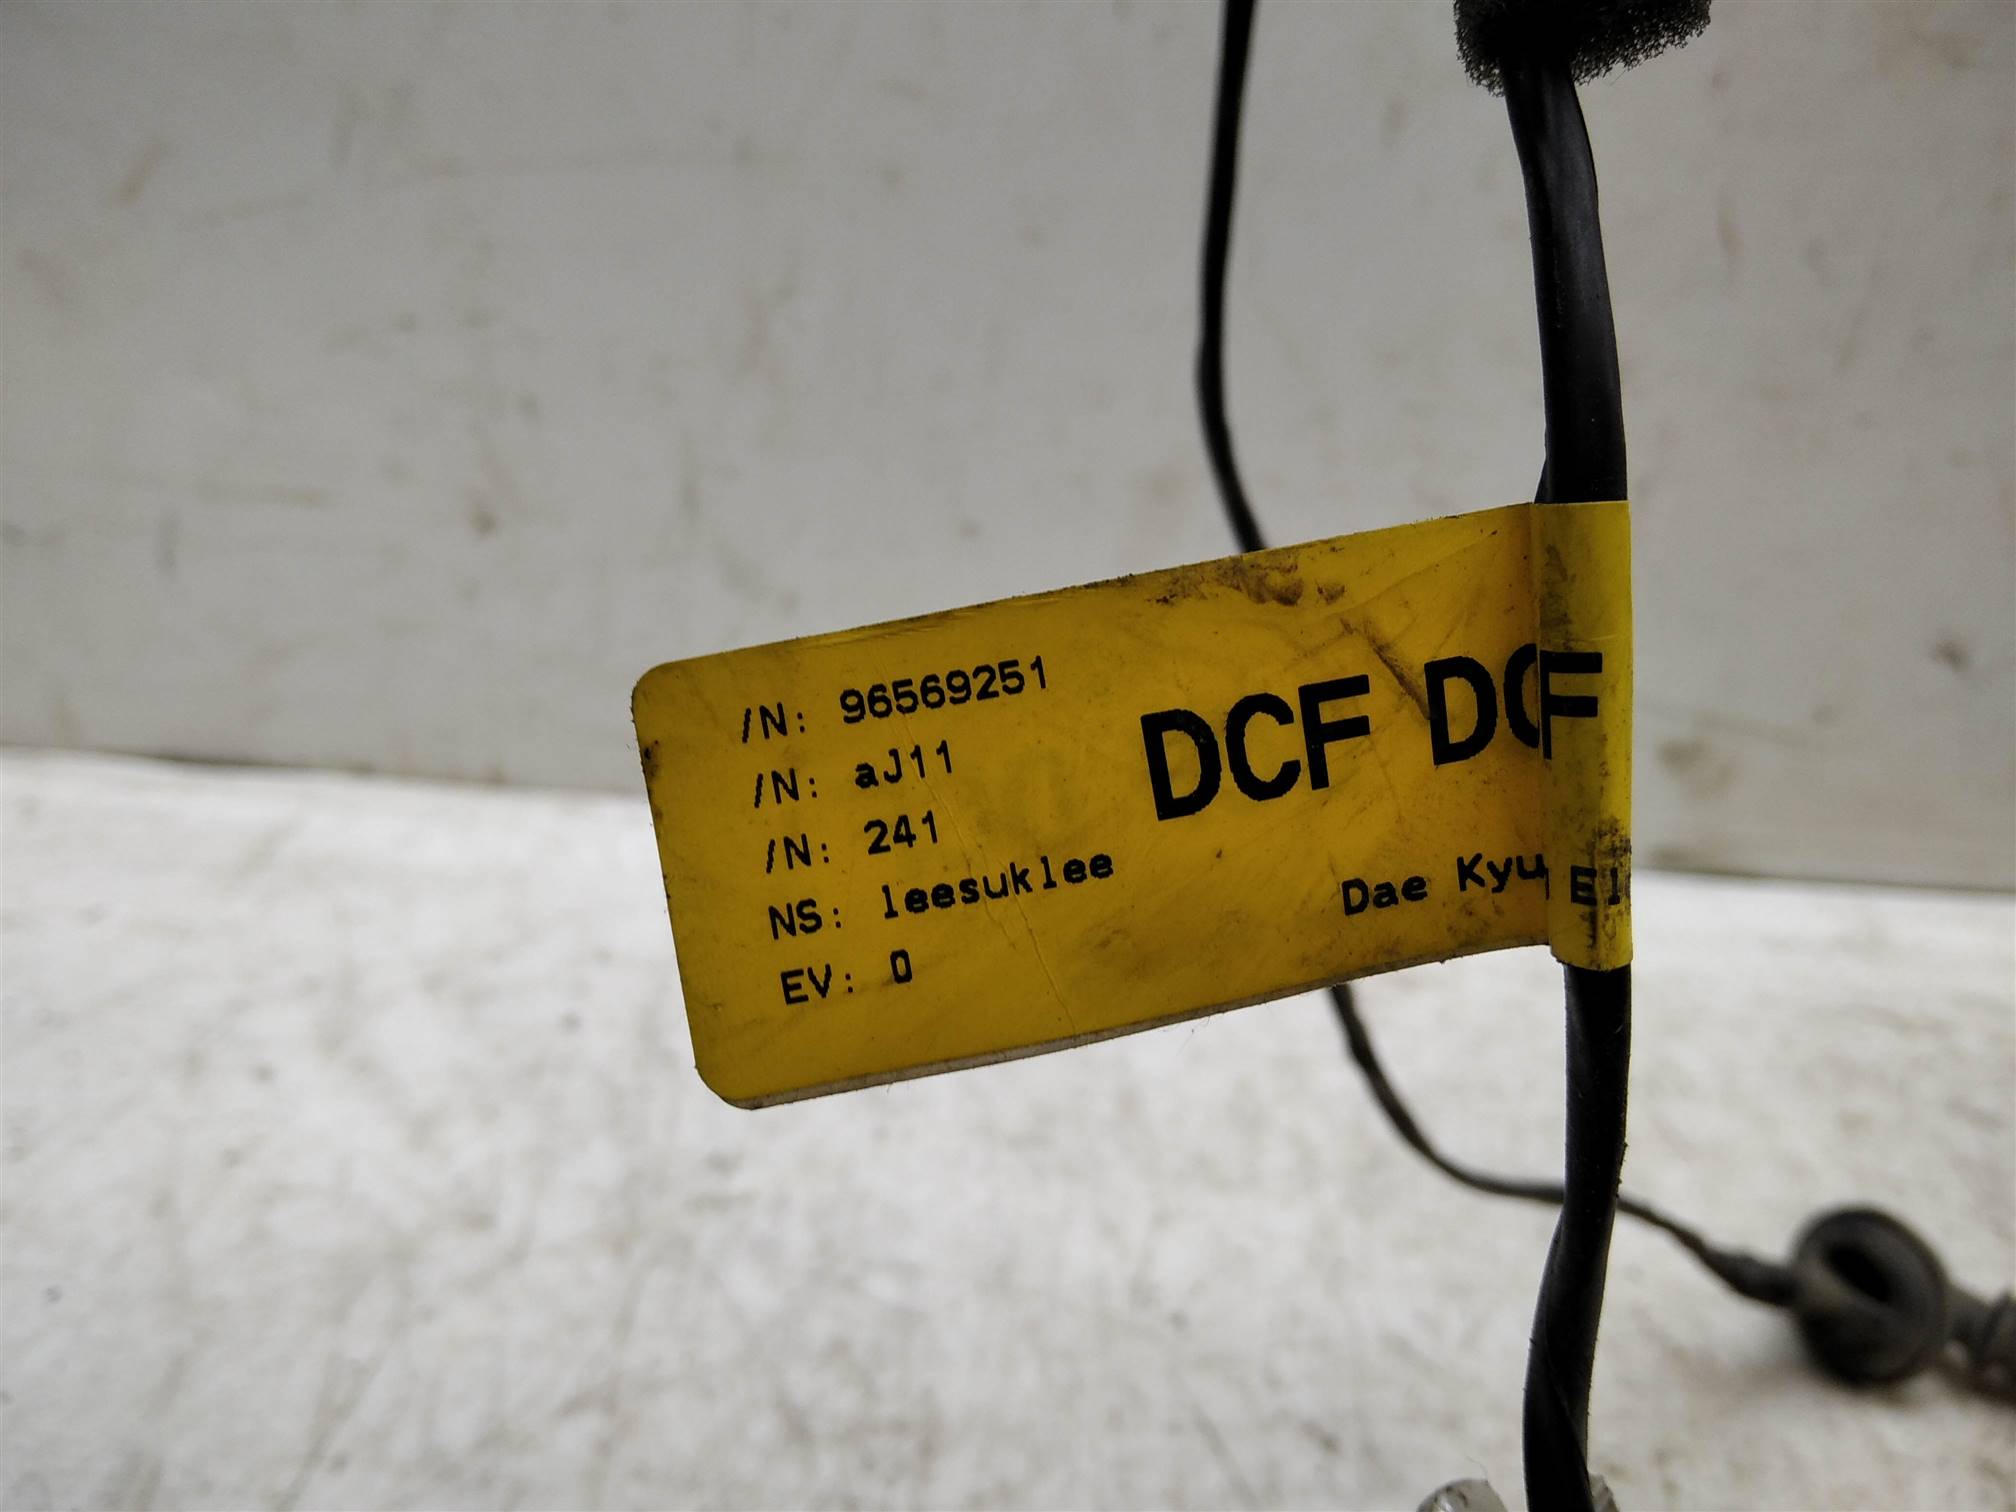 /N: 96569251
/N: aJ11
/N: 241
NS: leesuklee
EV: 0
DCF DCF
Dae Kyu